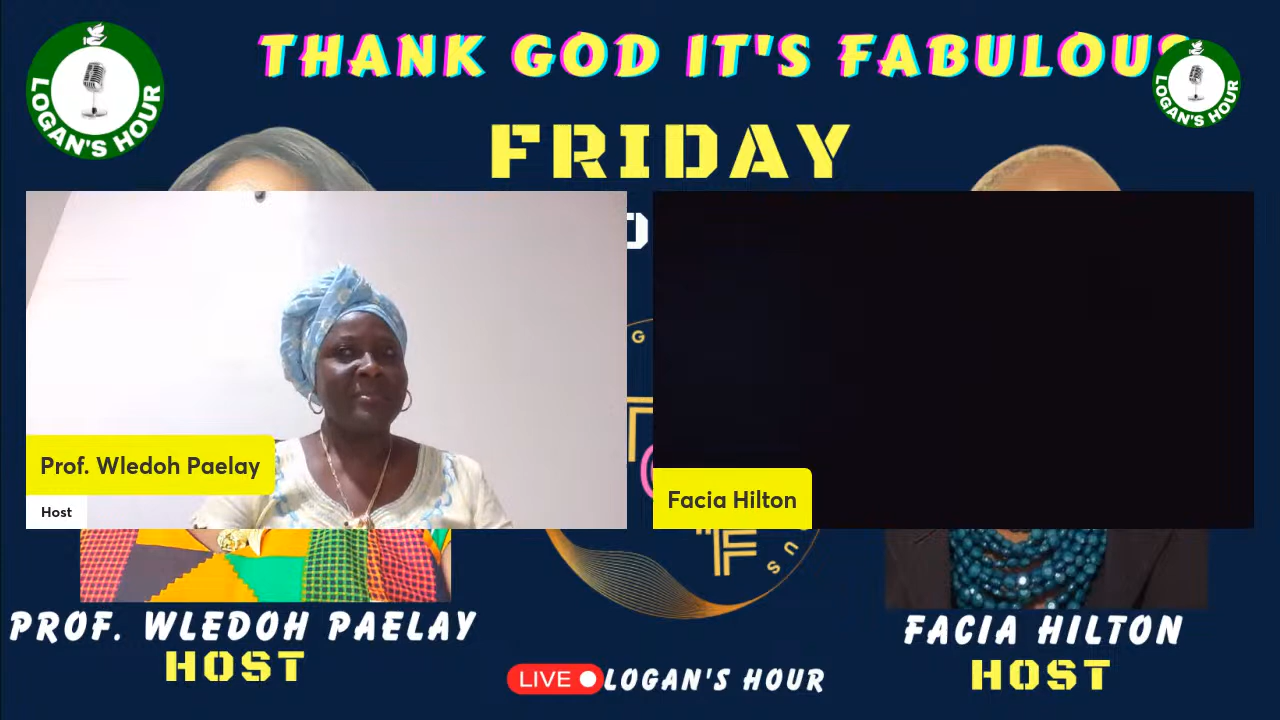 THANK GOD IT'S FABULOUS
LOGAN'S HOUR
LOGAN'S HOUR
FRIDAY
Prof. Wledoh Paelay
Host
Facia Hilton
PROF. WLEDOH PAELAY
HOST
FACIA HILTON
HOST
LIVE
LOGAN'S HOUR